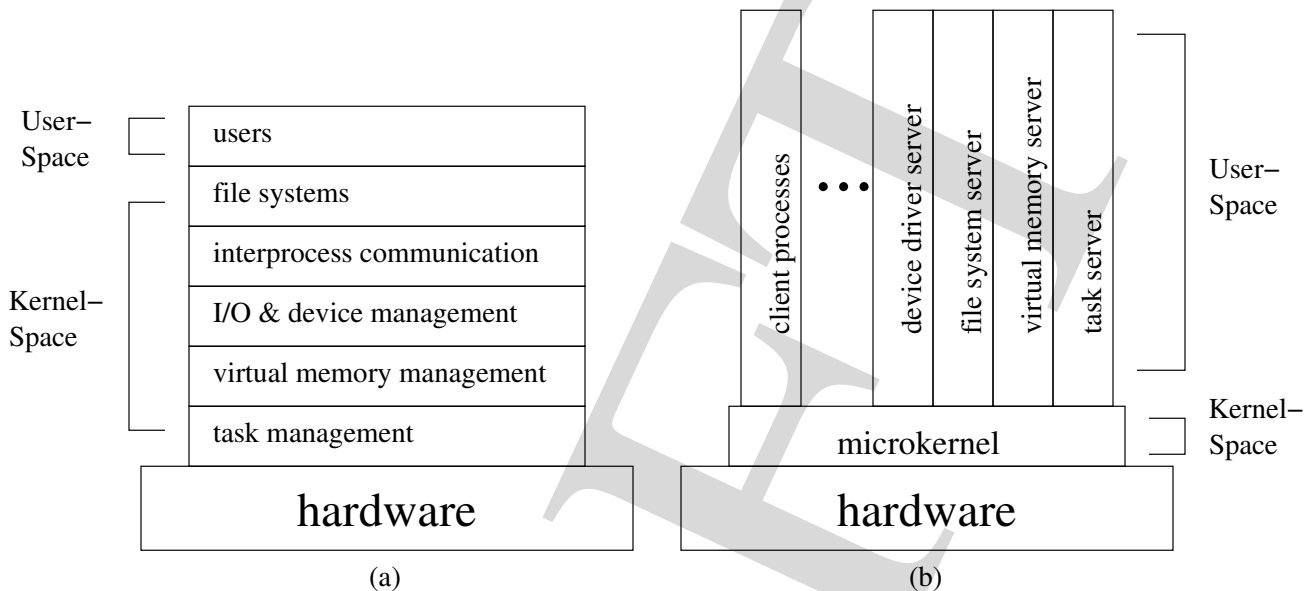 User−
Space
Kernel−
Space
users
file systems
interprocess communication
I/O & device management
virtual memory management
task management
hardware
(a)
client processes
•••
device driver server
file system server
virtual memory server
task server
microkernel
hardware
User−
Space
Kernel−
Space
(b)